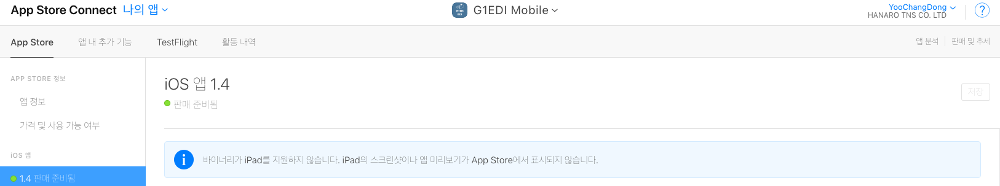 App Store Connect 나의 앱
G1EDI Mobile
YooChangDong
HANARO TNS CO. LTD
?
App Store 앱 내 추가 기능 TestFlight 활동 내역
앱 분석 판매 및 추세
APP STORE 정보
앱 정보
가격 및 사용 가능 여부
iOS 앱
1.4 판매 준비됨
iOS 앱 1.4
판매 준비됨
저장
바이너리가 iPad를 지원하지 않습니다. iPad의 스크린샷이나 앱 미리보기가 App Store에서 표시되지 않습니다.